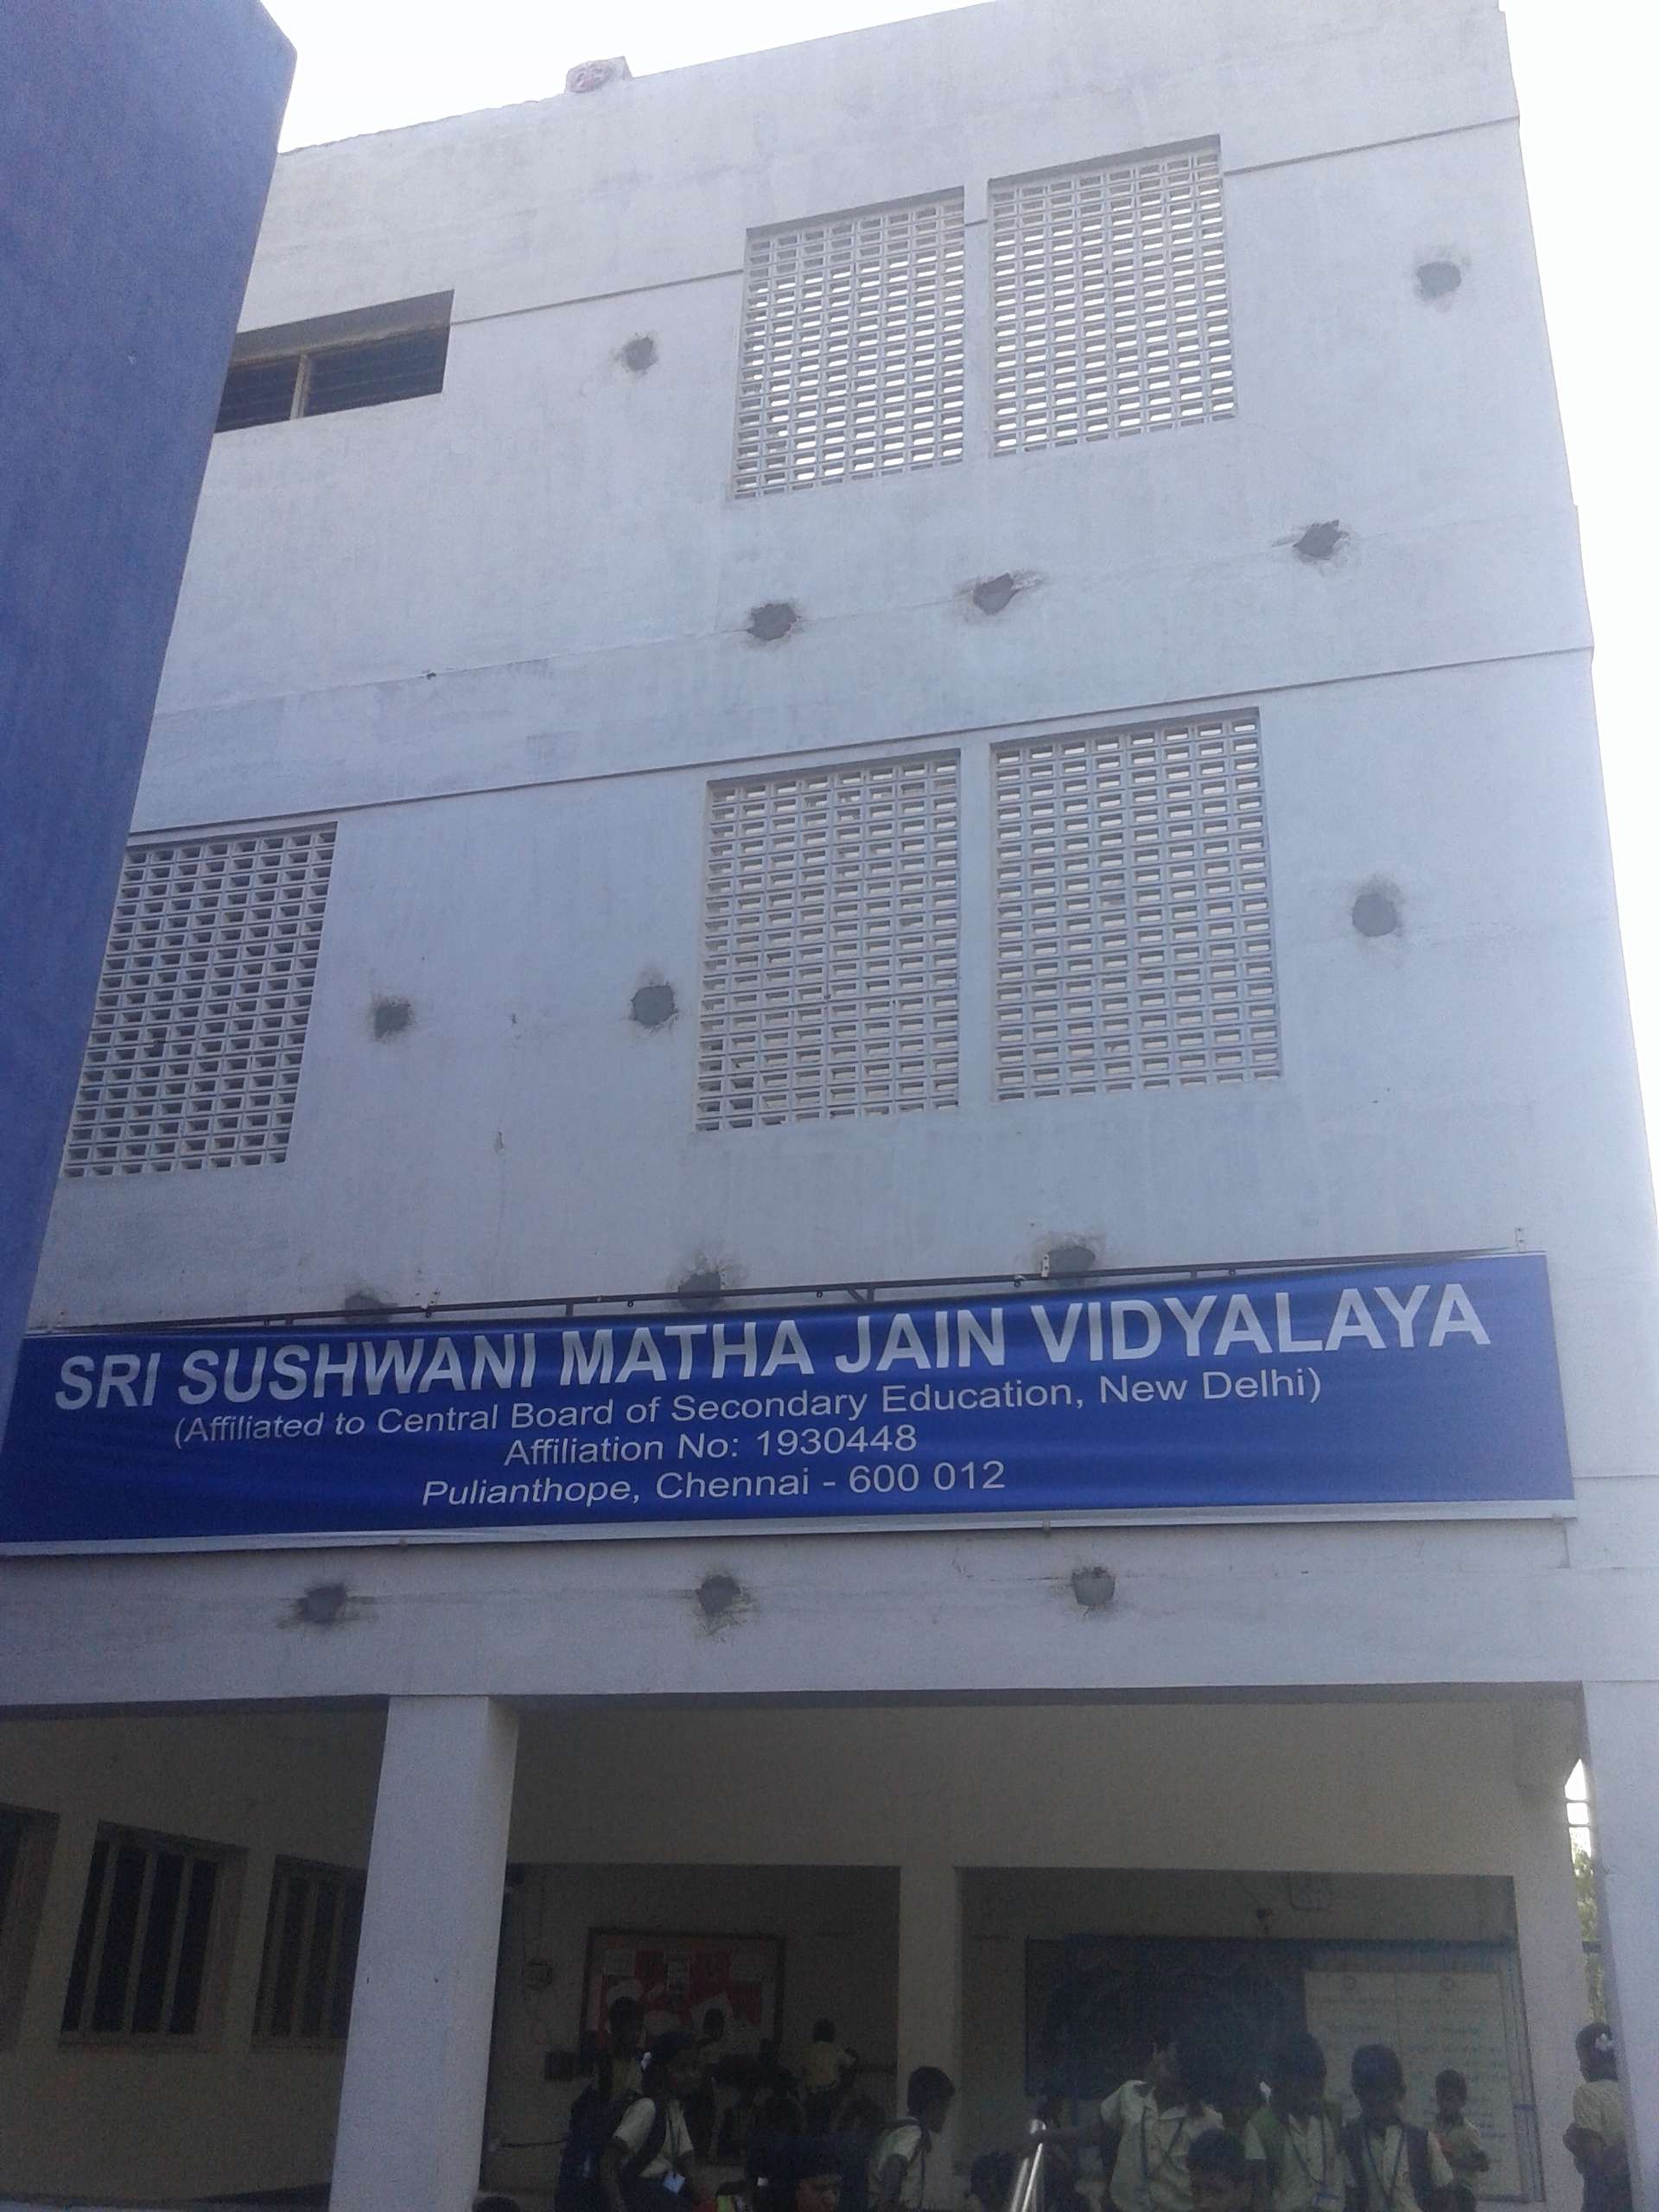 SRI SUSHWANI MATHA JAIN VIDYALAYA
(Affiliated to Central Board of Secondary Education, New Delhi)
Affiliation No: 1930448
Pulianthope, Chennai - 600 012